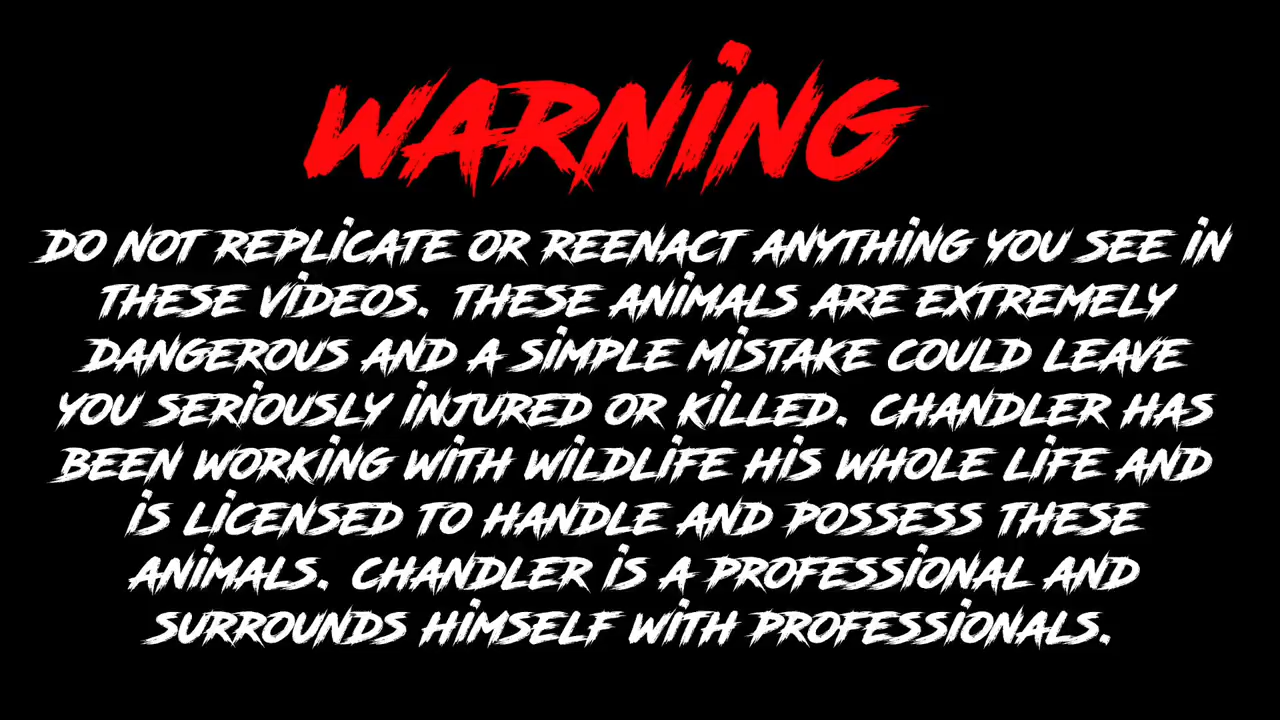 WARNING
DO NOT REPLICATE OR REENACT ANYTHING YOU SEE IN
THESE VIDEOS. THESE ANIMALS ARE EXTREMELY
DANGEROUS AND A SIMPLE MISTAKE COULD LEAVE
YOU SERIOUSLY INJURED OR KILLED. CHANDLER HAS
BEEN WORKING WITH WILDLIFE HIS WHOLE LIFE AND
IS LICENSED TO HANDLE AND POSSESS THESE
ANIMALS. CHANDLER IS A PROFESSIONAL AND
SURROUNDS HIMSELF WITH PROFESSIONALS.